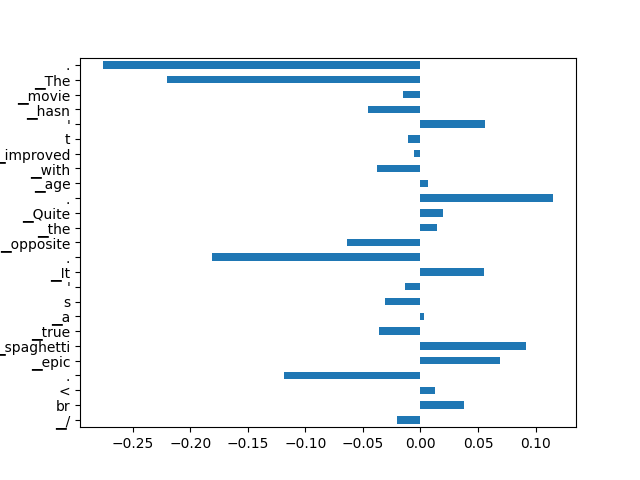 .
▁The
▁movie
▁hasn
'
t
▁improved
▁with
▁age
.
▁Quite
▁the
▁opposite
.
▁It
'
s
▁a
▁true
▁spaghetti
▁epic
.
<
br
▁/
−0.25 −0.20 −0.15 −0.10 −0.05 0.00 0.05 0.10